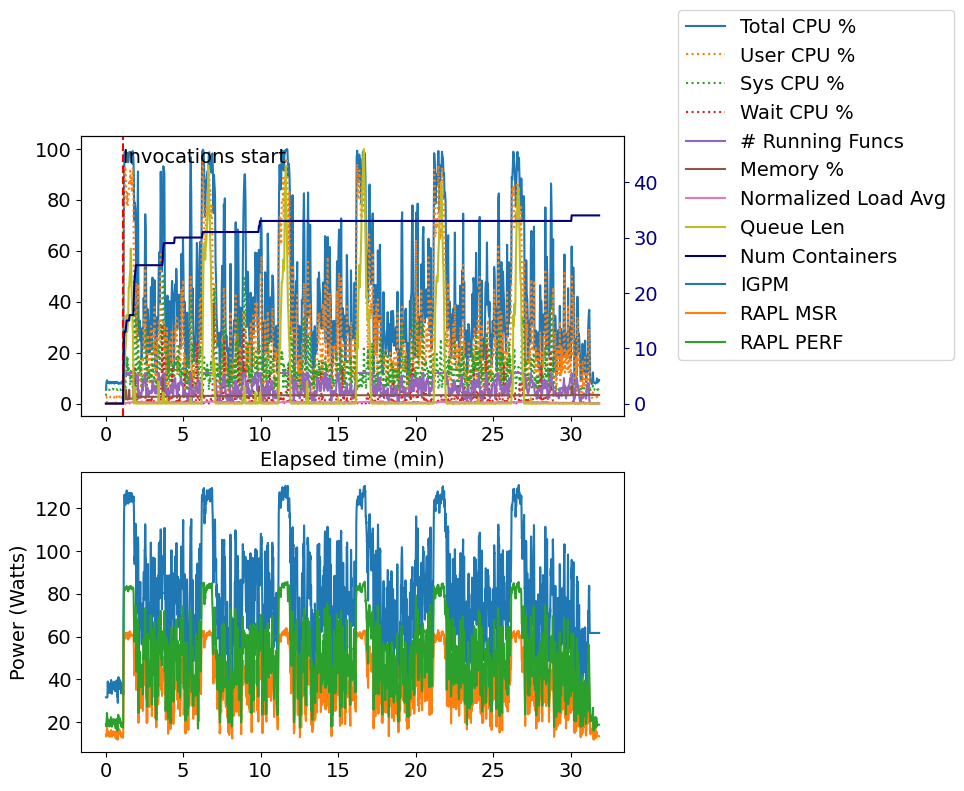 Total CPU %
User CPU %
Sys CPU %
Wait CPU %
# Running Funcs
Memory %
Normalized Load Avg
Queue Len
Num Containers
IGPM
RAPL MSR
RAPL PERF
Invocations start
100
80
60
40
20
0
40
30
20
10
0
0 5 10 15 20 25 30
Elapsed time (min)
Power (Watts)
120
100
80
60
40
20
0 5 10 15 20 25 30